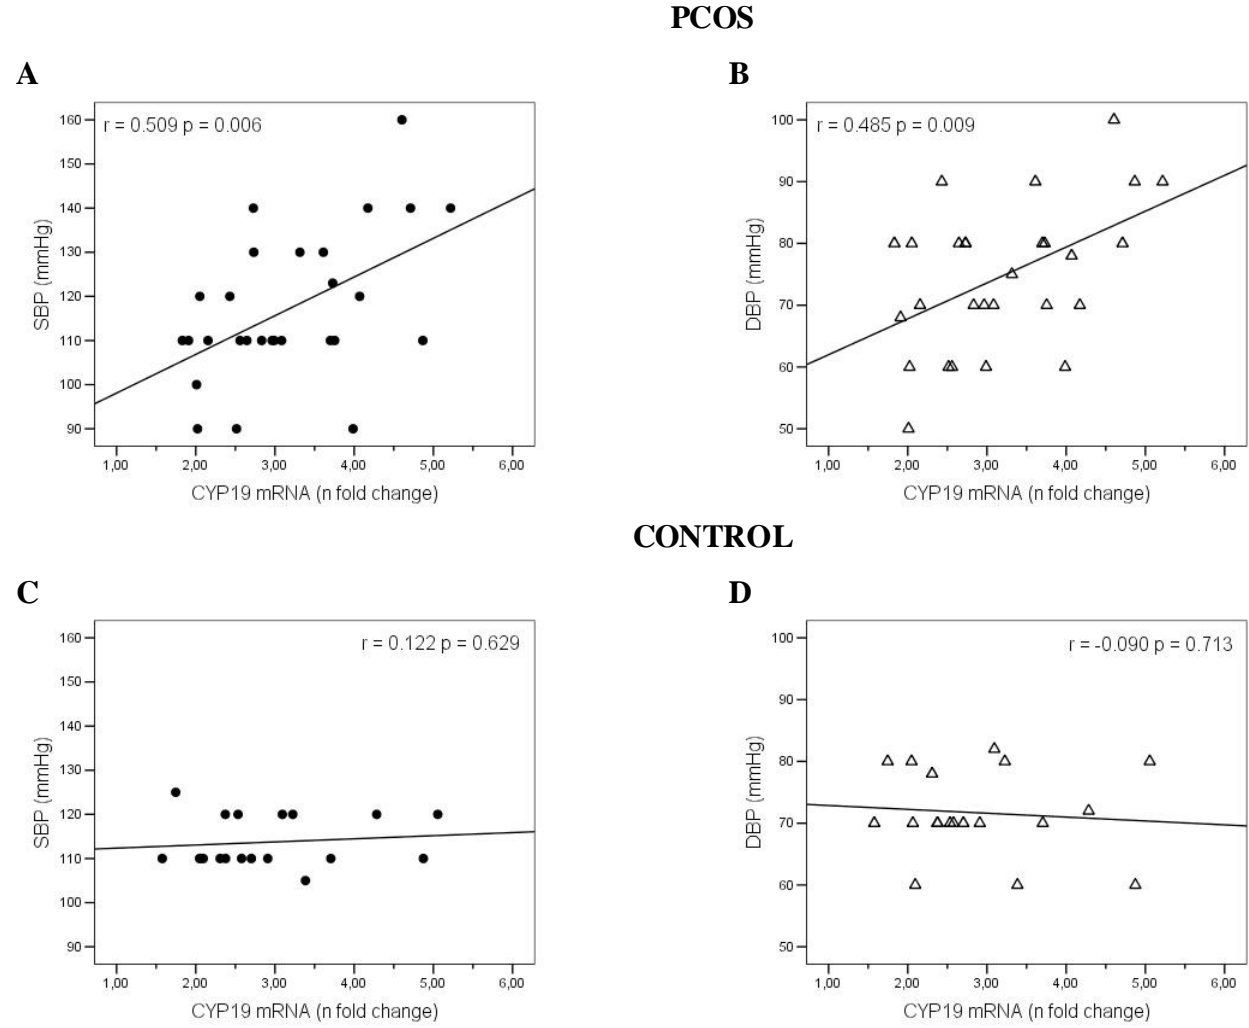 PCOS
A
B
r = 0.509 p = 0.006
160
150
140
130
120
110
100
90
SBP (mmHg)
1,00 2,00 3,00 4,00 5,00 6,00
CYP19 mRNA (n fold change)
r = 0.485 p = 0.009
100
90
80
70
60
50
DBP (mmHg)
1,00 2,00 3,00 4,00 5,00 6,00
CYP19 mRNA (n fold change)
CONTROL
C
D
r = 0.122 p = 0.629
160
150
140
130
120
110
100
90
SBP (mmHg)
1,00 2,00 3,00 4,00 5,00 6,00
CYP19 mRNA (n fold change)
r = -0.090 p = 0.713
100
90
80
70
60
50
DBP (mmHg)
1,00 2,00 3,00 4,00 5,00 6,00
CYP19 mRNA (n fold change)